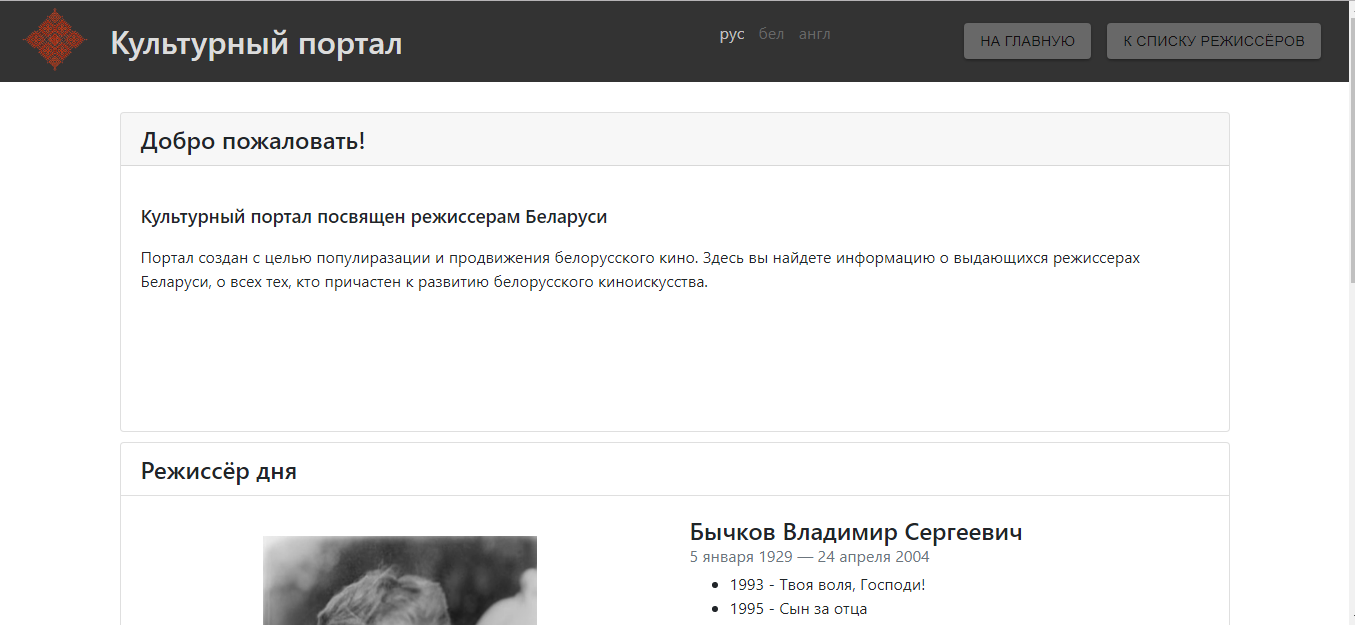 Культурный портал
рус бел англ
НА ГЛАВНУЮ
К СПИСКУ РЕЖИССЁРОВ
Добро пожаловать!
Культурный портал посвящен режиссерам Беларуси
Портал создан с целью популиразации и продвижения белорусского кино. Здесь вы найдете информацию о выдающихся режиссерах
Беларуси, о всех тех, кто причастен к развитию белорусского киноискусства.
Режиссёр дня
Бычков Владимир Сергеевич
5 января 1929 — 24 апреля 2004
• 1993 - Твоя воля, Господи!
• 1995 - Сын за отца